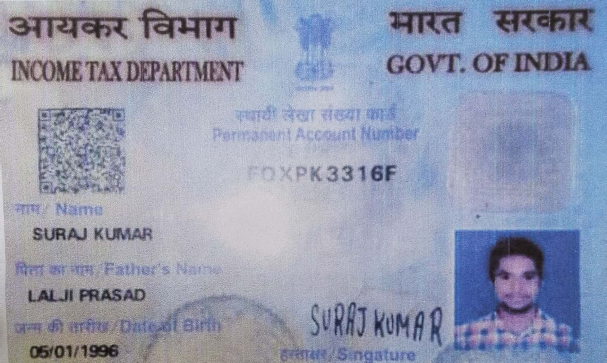 आयकर विभाग
INCOME TAX DEPARTMENT
भारत सरकार
GOVT. OF INDIA
स्थायी लेखा संख्या कार्ड
Permanent Account Number
FOXPK3316F
नाम/ Name
SURAJ KUMAR
पिता का नाम/Father's Name
LALJI PRASAD
जन्म की तारीख/Date of Birth
05/01/1996
SURAJ KUMAR
हस्ताक्षर/Singature